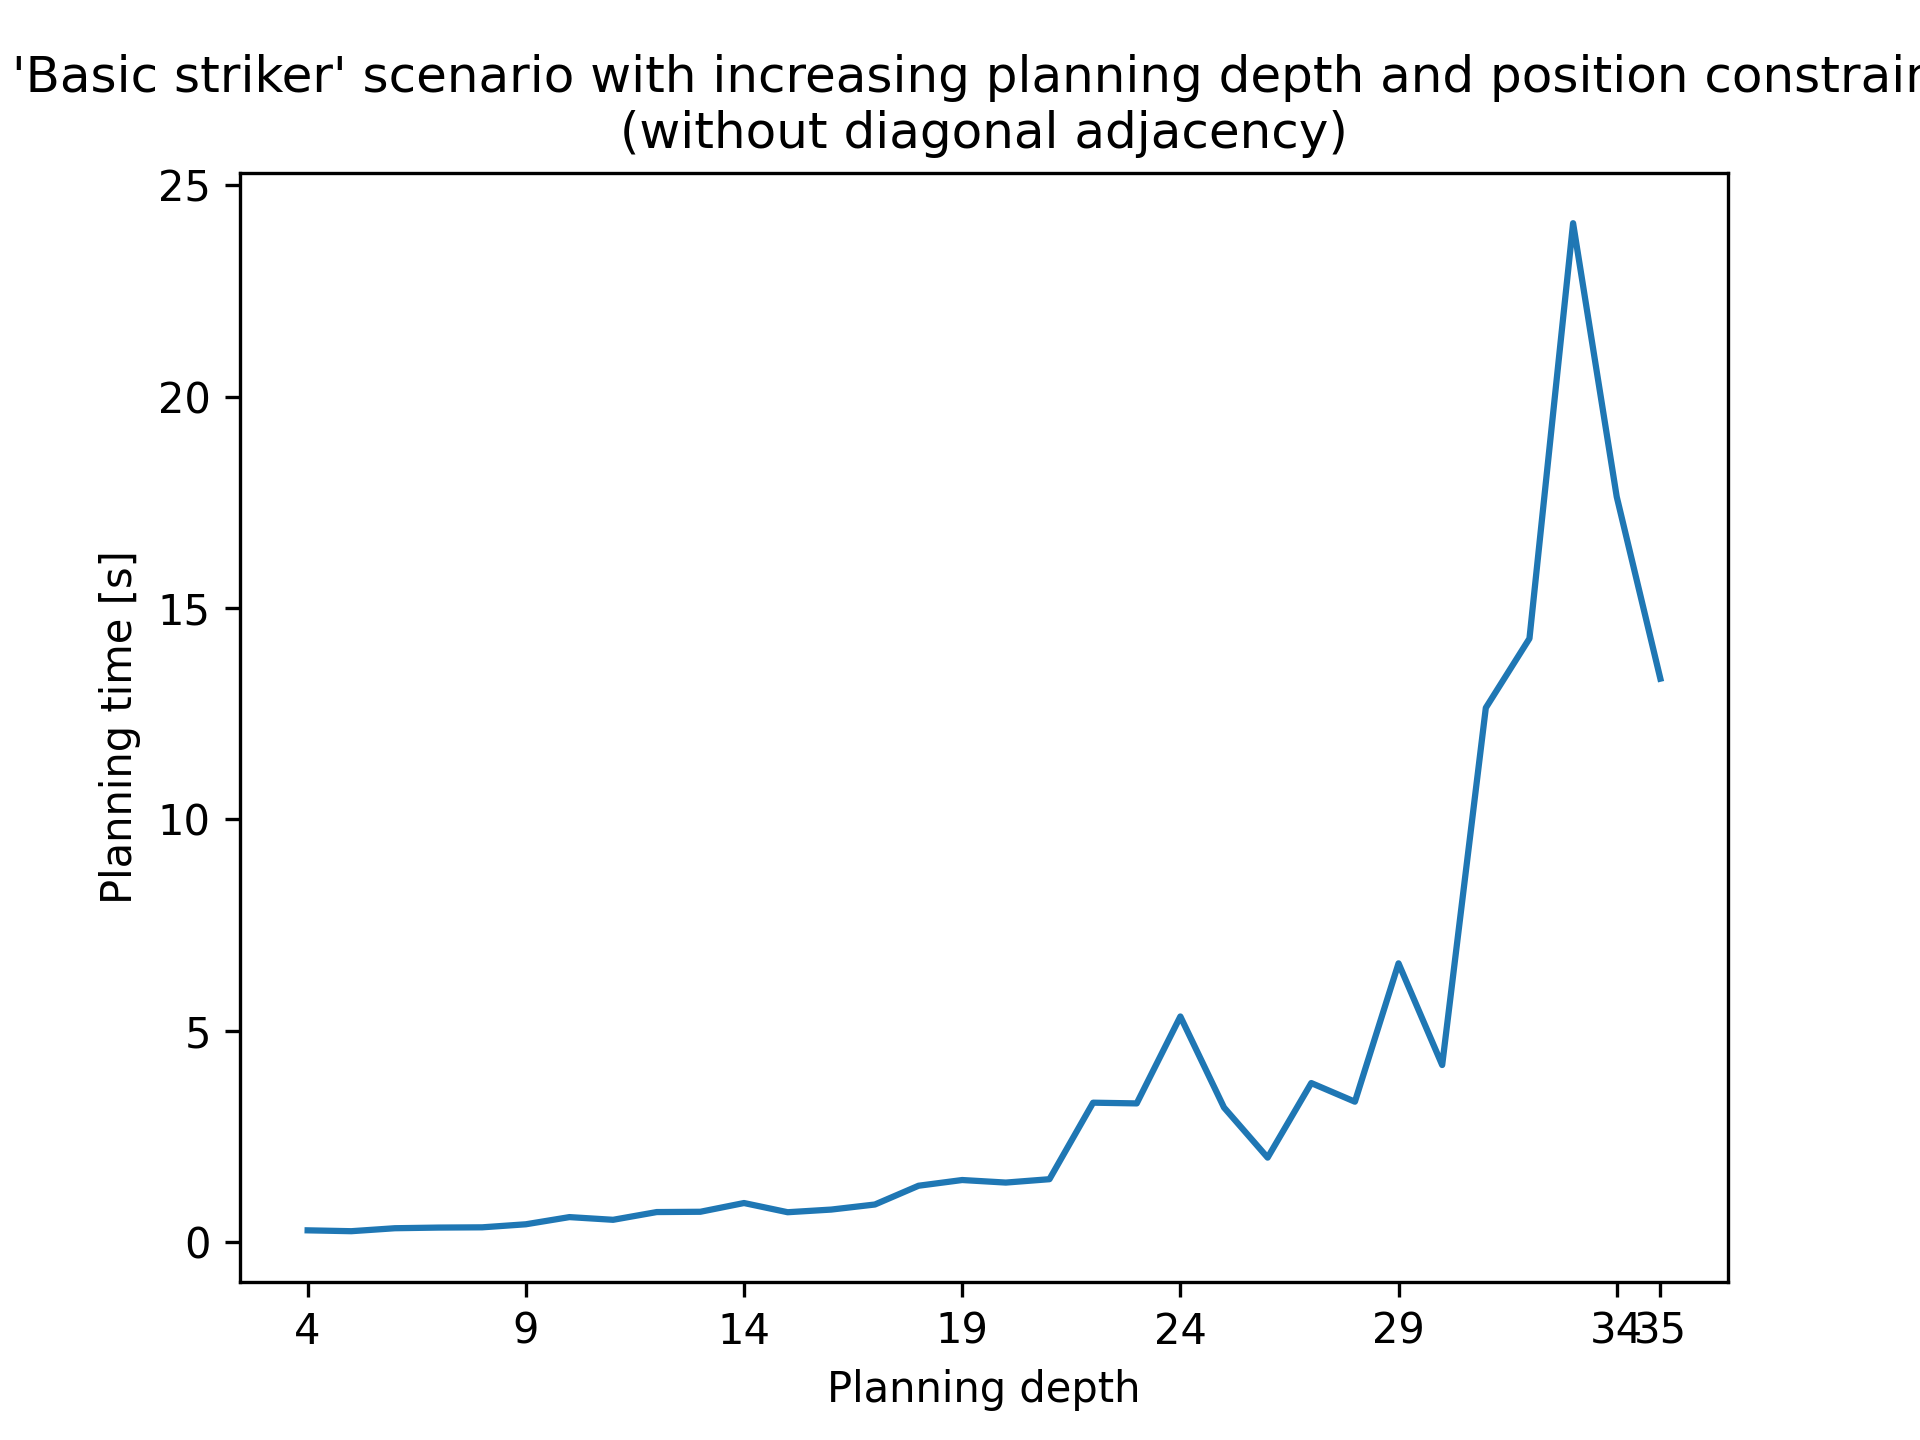 'Basic striker' scenario with increasing planning depth and position
(without diagonal adjacency)
25
20
15
10
5
0
Planning time [s]
4 9 14 19 24 29 34 35
Planning depth